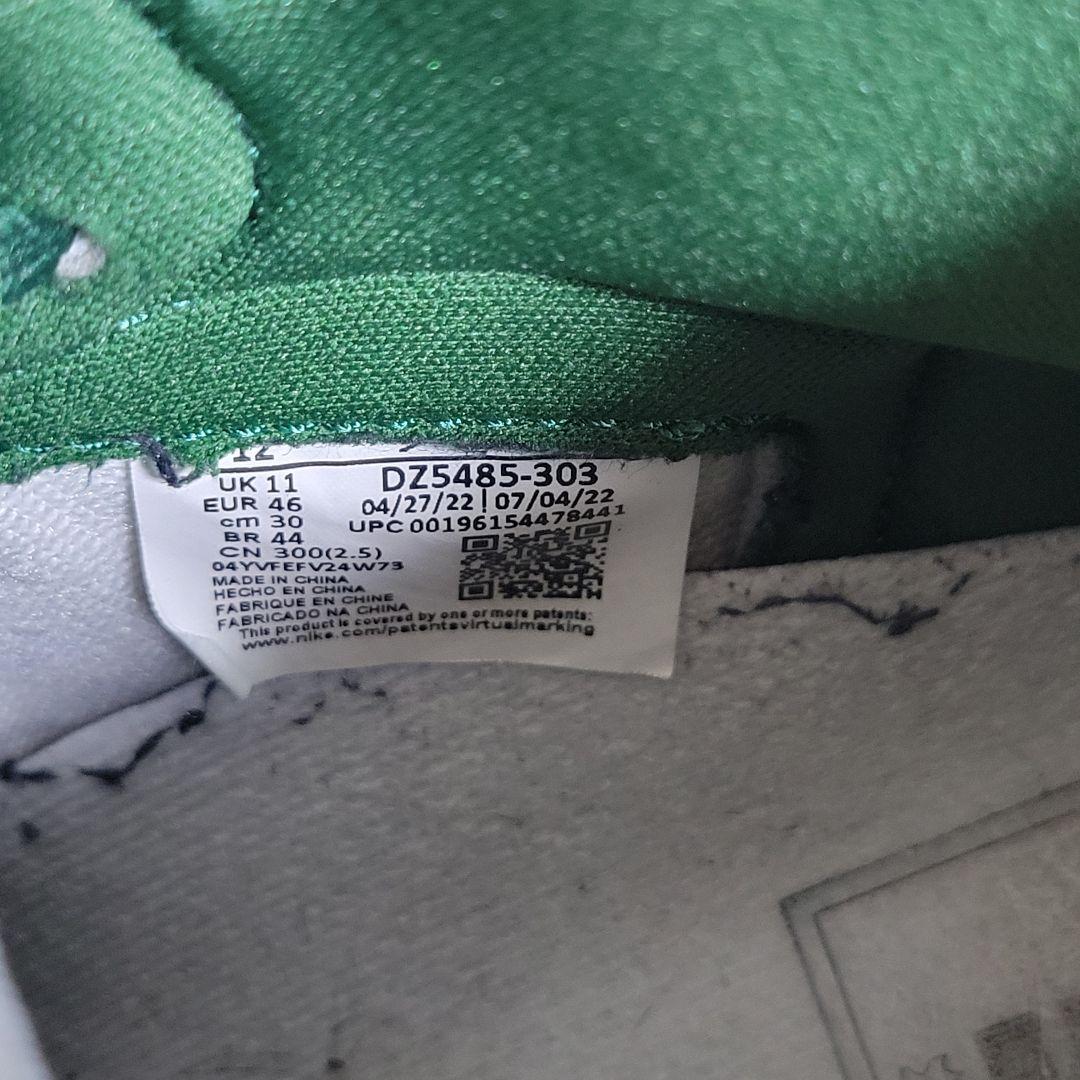 12
UK 11
EUR 46
cm 30
BR 44
CN 300(2.5)
04YVFEFV24W73
DZ5485-303
04/27/22 | 07/04/22
UPC 00196154478441
MADE IN CHINA
HECHO EN CHINA
FABRIQUE EN CHINE
FABRICADO NA CHINA
This product is covered by one or more patents:
www.nike.com/patentsvirtualmarking